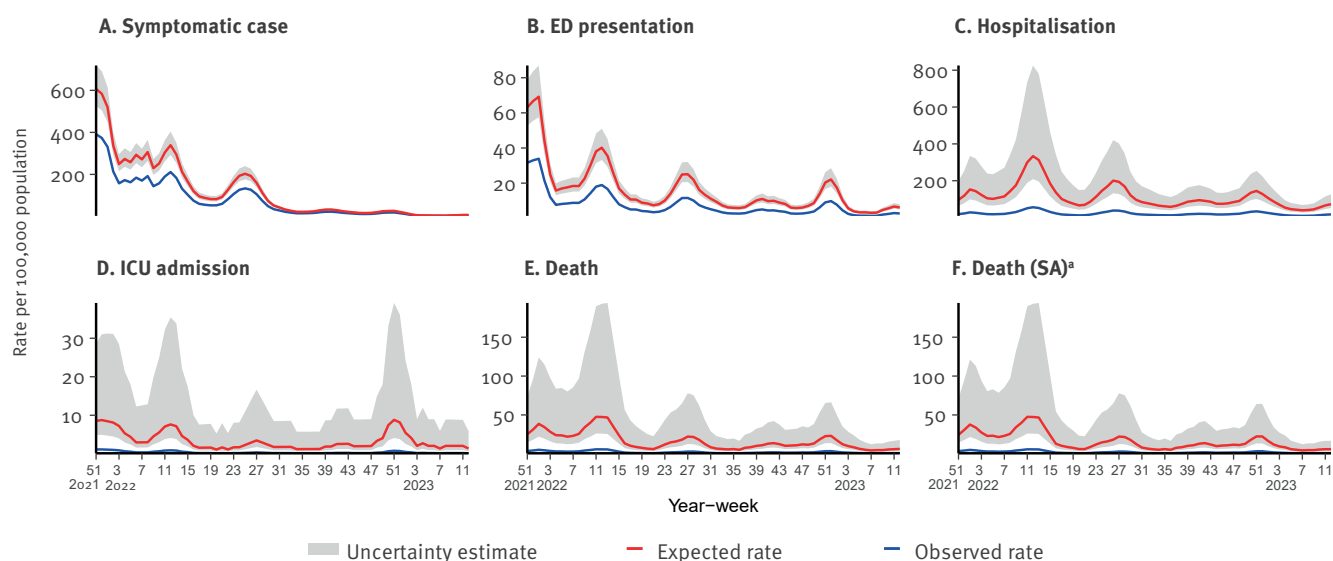 A. Symptomatic case
B. ED presentation
C. Hospitalisation
Rate per 100,000 population
600
400
200
80
60
40
20
800
600
400
200
D. ICU admission
E. Death
F. Death (SA)ª
30
20
10
150
100
50
150
100
50
51 3 7 11 15 19 23 27 31 35 39 43 47 51 3 7 11
2021 2022 2023
51 3 7 11 15 19 23 27 31 35 39 43 47 51 3 7 11
2021 2022 2023
51 3 7 11 15 19 23 27 31 35 39 43 47 51 3 7 11
2021 2022 2023
Year–week
Uncertainty estimate Expected rate Observed rate